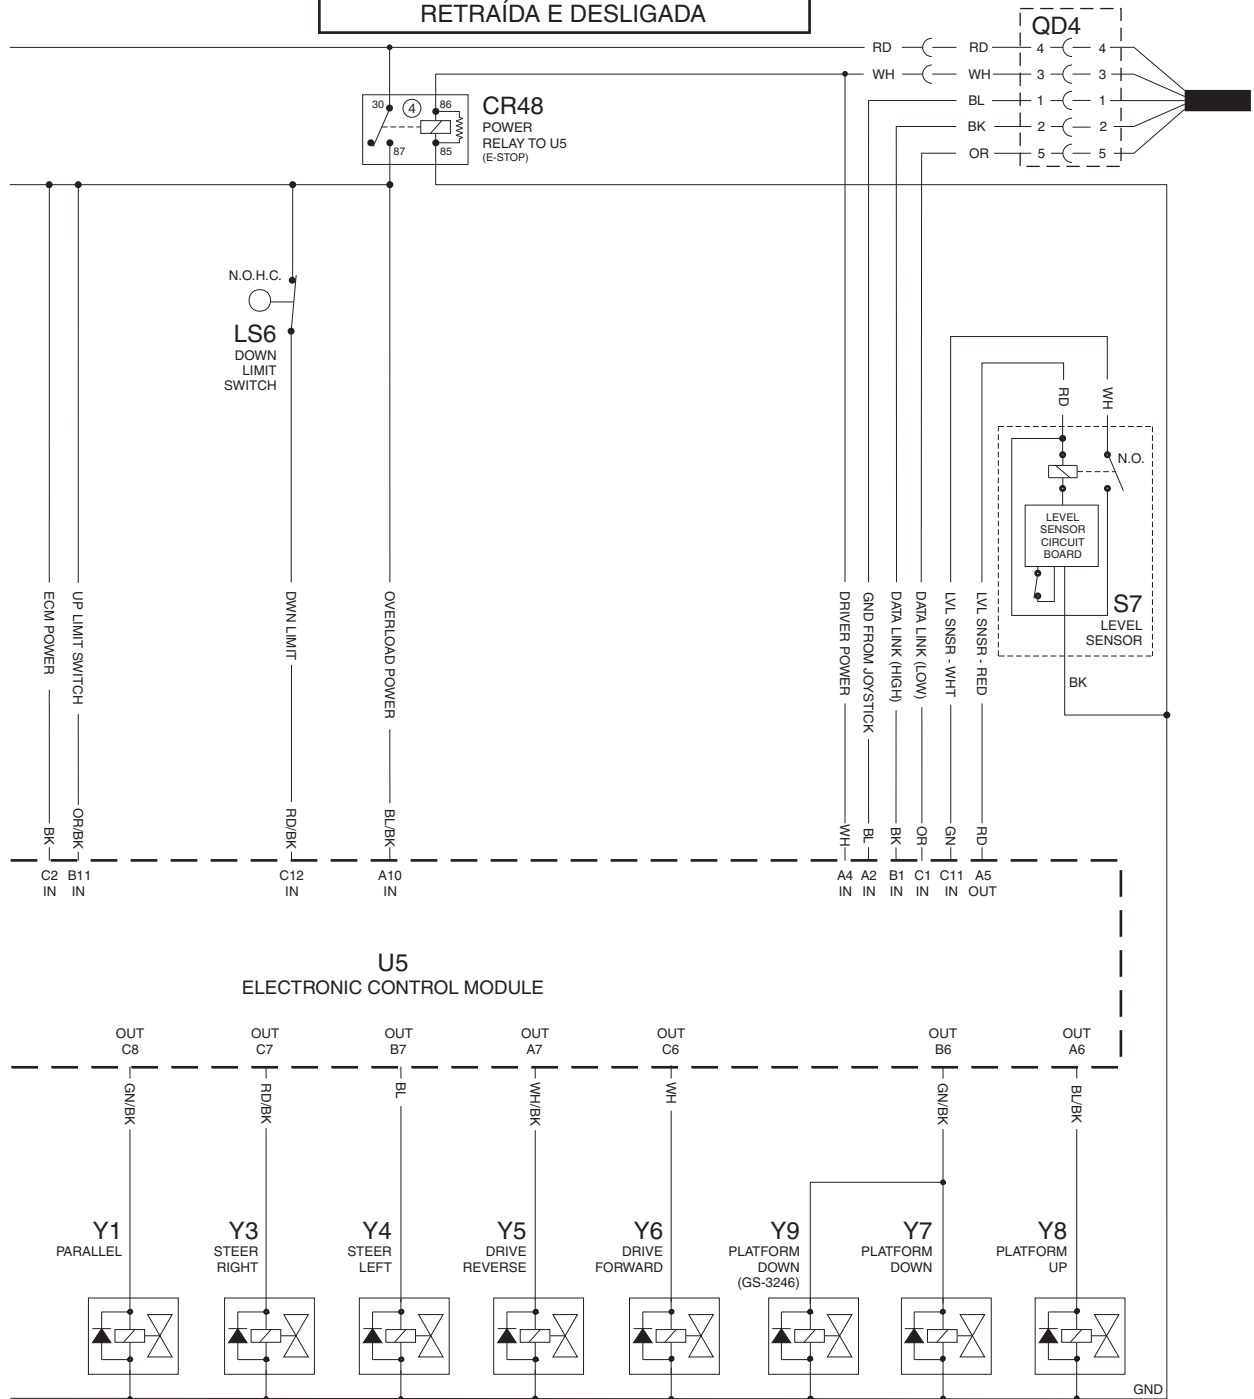 RETRAÍDA E DESLIGADA
QD4
RD RD 4 4
WH WH 3 3
BL 1 1
BK 2 2
OR 5 5
30 4 86
87 85
CR48
POWER
RELAY TO U5
(E-STOP)
N.O.H.C.
LS6
DOWN
LIMIT
SWITCH
RD
WH
N.O.
LEVEL
SENSOR
CIRCUIT
BOARD
S7
LEVEL
SENSOR
BK
ECM POWER
UP LIMIT SWITCH
DWN LIMIT
OVERLOAD POWER
DRIVER POWER
GND FROM JOYSTICK
DATA LINK (HIGH)
DATA LINK (LOW)
LVL SNSR - WHT
LVL SNSR - RED
BK
OR/BK
RD/BK
BL/BK
WH
BL
BK
OR
GN
RD
C2 B11 C12 A10 A4 A2 B1 C1 C11 A5
IN IN IN IN IN IN IN IN IN OUT
U5
ELECTRONIC CONTROL MODULE
OUT OUT OUT OUT OUT OUT OUT
C8 C7 B7 A7 C6 B6 A6
GN/BK
RD/BK
BL
WH/BK
WH
GN/BK
BL/BK
Y1
PARALLEL
Y3
STEER
RIGHT
Y4
STEER
LEFT
Y5
DRIVE
REVERSE
Y6
DRIVE
FORWARD
Y9
PLATFORM
DOWN
(GS-3246)
Y7
PLATFORM
DOWN
Y8
PLATFORM
UP
GND